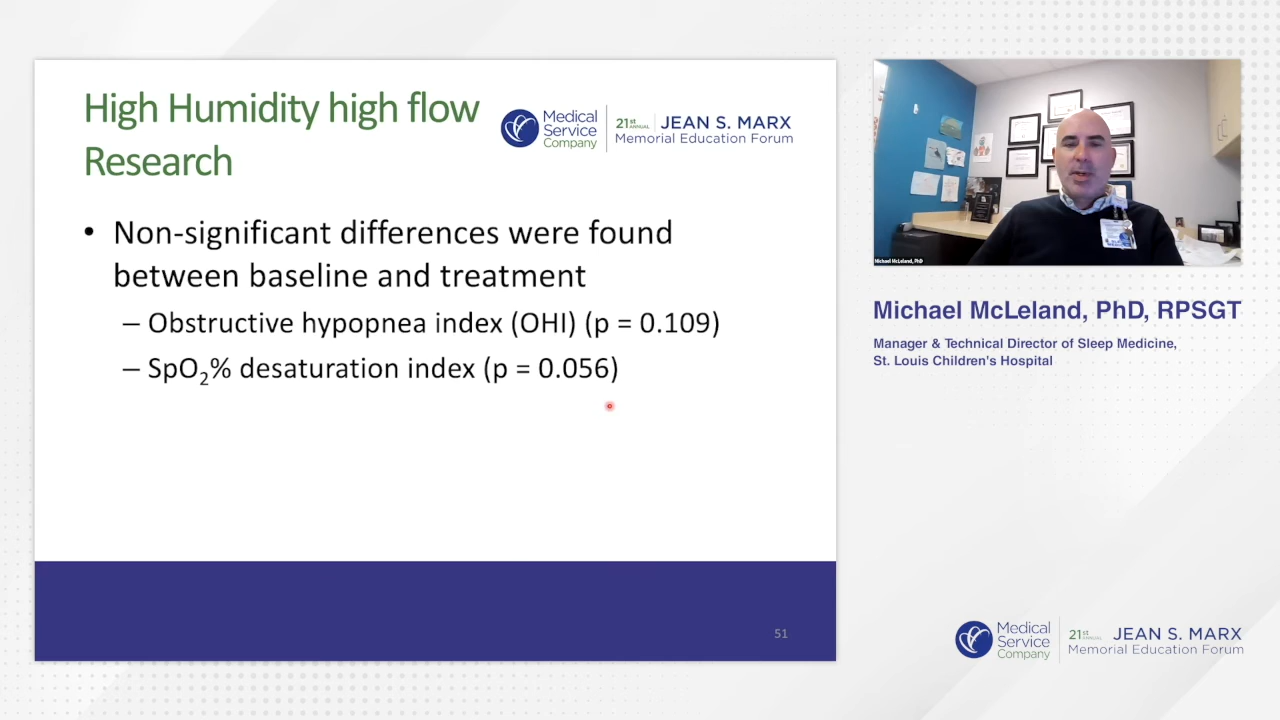 High Humidity high flow
Research
Medical
Service
Company
21st
ANNUAL
JEAN S. MARX
Memorial Education Forum
• Non-significant differences were found
between baseline and treatment
– Obstructive hypopnea index (OHI) (p = 0.109)
– SpO₂% desaturation index (p = 0.056)
51
Michael McLeland, PhD
Michael McLeland, PhD, RPSGT
Manager & Technical Director of Sleep Medicine,
St. Louis Children's Hospital
Medical
Service
Company
21st
ANNUAL
JEAN S. MARX
Memorial Education Forum